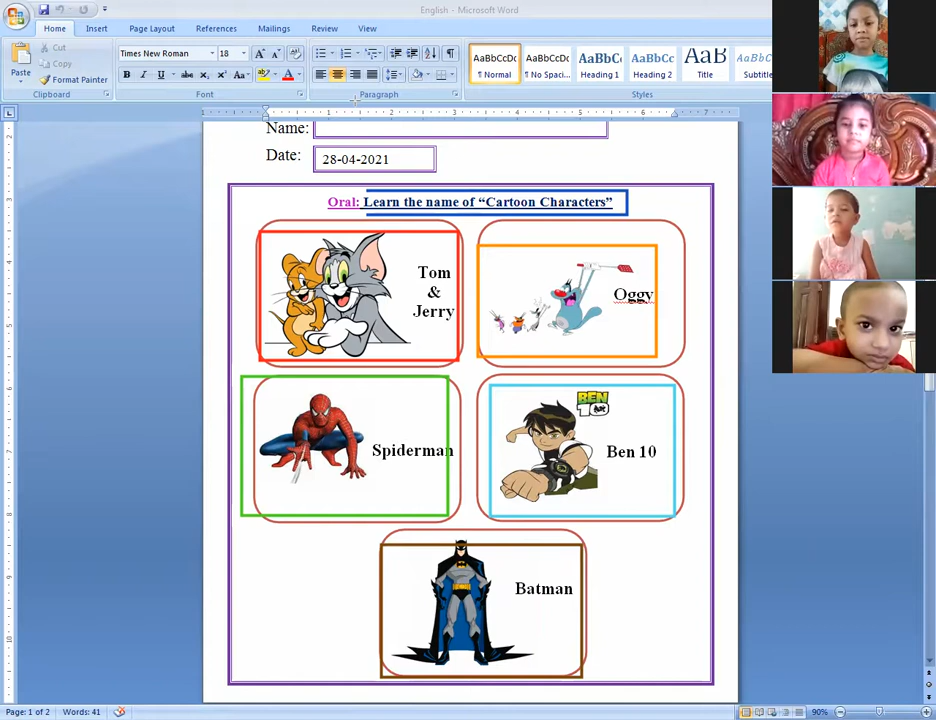 English - Microsoft Word
Home Insert Page Layout References Mailings Review View
Cut
Copy
Format Painter
Paste
Clipboard
Times New Roman 18
Font
Paragraph
AaBbCcDc AaBbCcDc AaBbC AaBbCc AaB AaBbCc
¶ Normal ¶ No Spaci... Heading 1 Heading 2 Title Subtitle
Styles
Name:
Date: 28-04-2021
Oral: Learn the name of “Cartoon Characters”
Tom
&
Jerry
Oggy
Spiderman
BEN
10
Ben 10
Batman
Page: 1 of 2 Words: 41 90%